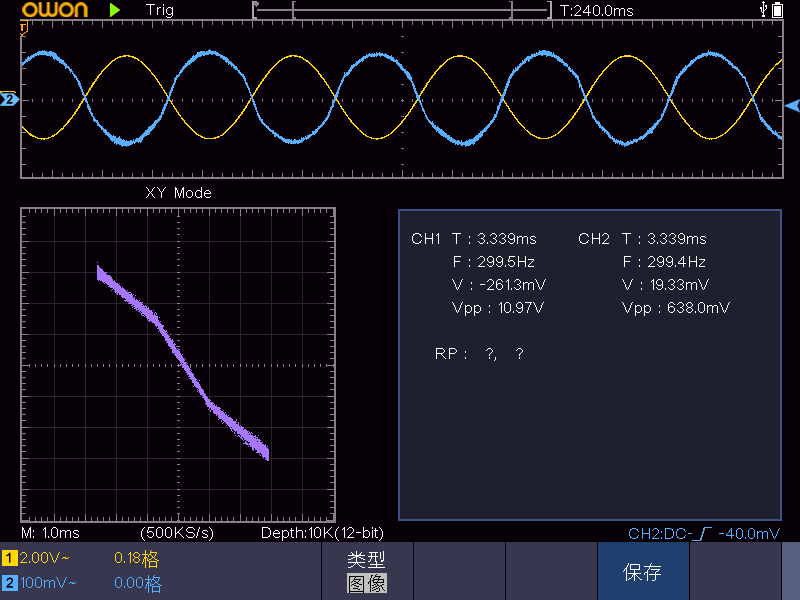 OWON Trig T:240.0ms
T
2
XY Mode
CH1 T : 3.339ms CH2 T : 3.339ms
F : 299.5Hz F : 299.4Hz
V : -261.3mV V : 19.33mV
Vpp : 10.97V Vpp : 638.0mV
RP : ?, ?
M: 1.0ms (500KS/s) Depth:10K(12-bit) CH2:DC- -40.0mV
1 2.00V~ 0.18格 类型
2 100mV~ 0.00格 图像
保存